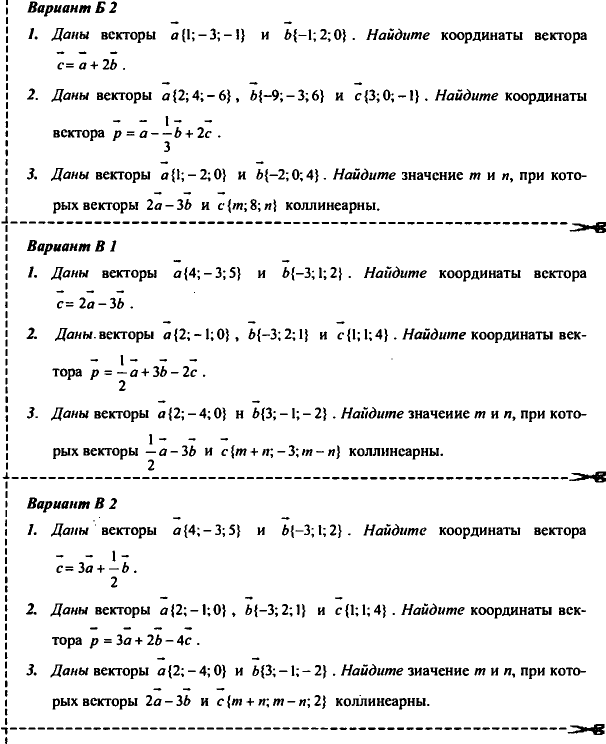 Вариант Б 2
1. Даны векторы a{1; −3; −1} и b{−1; 2; 0} . Найдите координаты вектора
c = a + 2b .
2. Даны векторы a{2; 4; −6} , b{−9; −3; 6} и c{3; 0; −1} . Найдите координаты
вектора p = a − 1/3 b + 2c .
3. Даны векторы a{1; −2; 0} и b{−2; 0; 4} . Найдите значение m и n, при кото-
рых векторы 2a − 3b и c{m; 8; n} коллинеарны.
Вариант В 1
1. Даны векторы a{4; −3; 5} и b{−3; 1; 2} . Найдите координаты вектора
c = 2a − 3b .
2. Даны векторы a{2; −1; 0} , b{−3; 2; 1} и c{1; 1; 4} . Найдите координаты век-
тора p = 1/2 a + 3b − 2c .
3. Даны векторы a{2; −4; 0} н b{3; −1; −2} . Найдите значение m и n, при кото-
рых векторы 1/2 a − 3b и c{m + n; −3; m − n} коллинеарны.
Вариант В 2
1. Даны векторы a{4; −3; 5} и b{−3; 1; 2} . Найдите координаты вектора
c = 3a + 1/2 b .
2. Даны векторы a{2; −1; 0} , b{−3; 2; 1} и c{1; 1; 4} . Найдите координаты век-
тора p = 3a + 2b − 4c .
3. Даны векторы a{2; −4; 0} и b{3; −1; −2} . Найдите зиачение m и n, при кото-
рых векторы 2a − 3b и c{m + n; m − n; 2} коллинеарны.